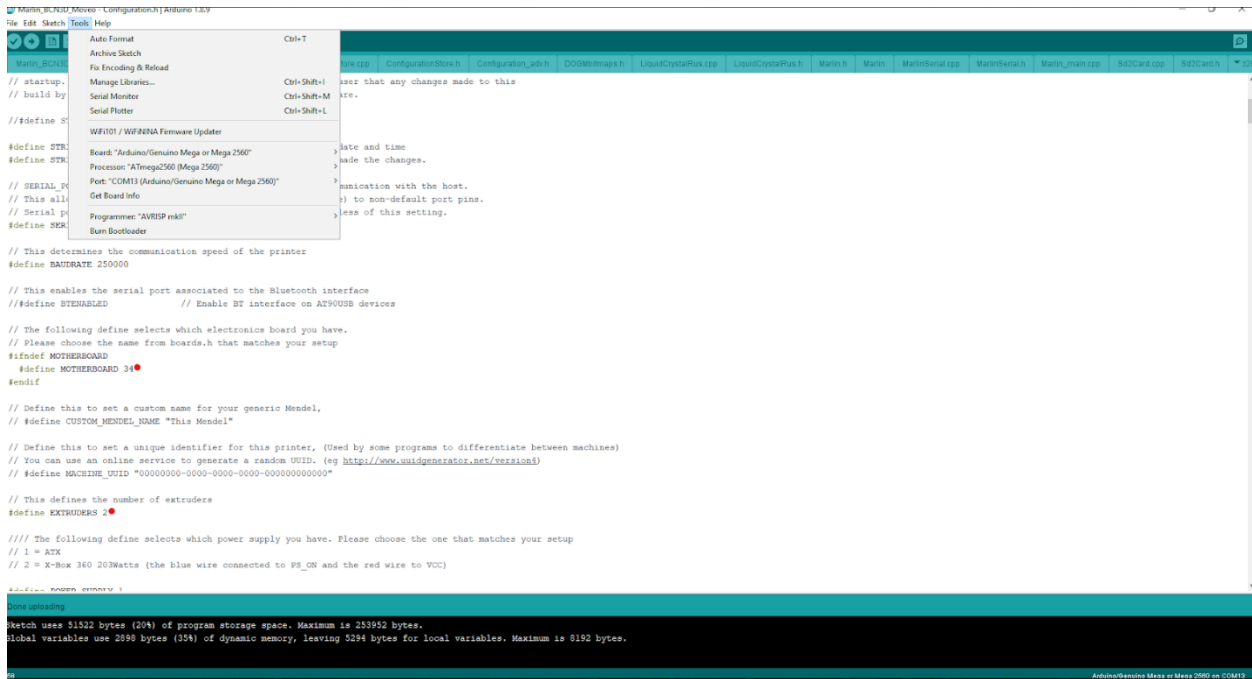 Marlin_BCN3D_Moveo - Configuration.h | Arduino 1.8.9
File Edit Sketch Tools Help
Auto Format Ctrl+T
Archive Sketch
Fix Encoding & Reload
Manage Libraries... Ctrl+Shift+I
Serial Monitor Ctrl+Shift+M
Serial Plotter Ctrl+Shift+L
WiFi101 / WiFiNINA Firmware Updater
Board: "Arduino/Genuino Mega or Mega 2560"
Processor: "ATmega2560 (Mega 2560)"
Port: "COM13 (Arduino/Genuino Mega or Mega 2560)"
Get Board Info
Programmer: "AVRISP mkII"
Burn Bootloader
ConfigurationStore.h Configuration_adv.h DOGMbitmaps.h LiquidCrystalRus.cpp LiquidCrystalRus.h Marlin.h Marlin MarlinSerial.cpp MarlinSerial.h Marlin_main.cpp Sd2Card.cpp Sd2Card.h
// startup. user that any changes made to this
// build by
//#define
#define date and time
#define made the changes.
// communication with the host.
// This to non-default port pins.
// Serial of this setting.
#define
// This determines the communication speed of the printer
#define BAUDRATE 250000
// This enables the serial port associated to the Bluetooth interface
//#define BTENABLED // Enable BT interface on AT90USB devices
// The following define selects which electronics board you have.
// Please choose the name from boards.h that matches your setup
#ifndef MOTHERBOARD
#define MOTHERBOARD 34
#endif
// Define this to set a custom name for your generic Mendel,
// #define CUSTOM_MENDEL_NAME "This Mendel"
// Define this to set a unique identifier for this printer, (Used by some programs to differentiate between machines)
// You can use an online service to generate a random UUID. (eg http://www.uuidgenerator.net/version4)
// #define MACHINE_UUID "00000000-0000-0000-0000-000000000000"
// This defines the number of extruders
#define EXTRUDERS 2
//// The following define selects which power supply you have. Please choose the one that matches your setup
// 1 = ATX
// 2 = X-Box 360 203Watts (the blue wire connected to PS_ON and the red wire to VCC)
#define POWER_SUPPLY 1
Done uploading.
Sketch uses 51522 bytes (20%) of program storage space. Maximum is 253952 bytes.
Global variables use 2898 bytes (35%) of dynamic memory, leaving 5294 bytes for local variables. Maximum is 8192 bytes.
Arduino/Genuino Mega or Mega 2560 on COM13